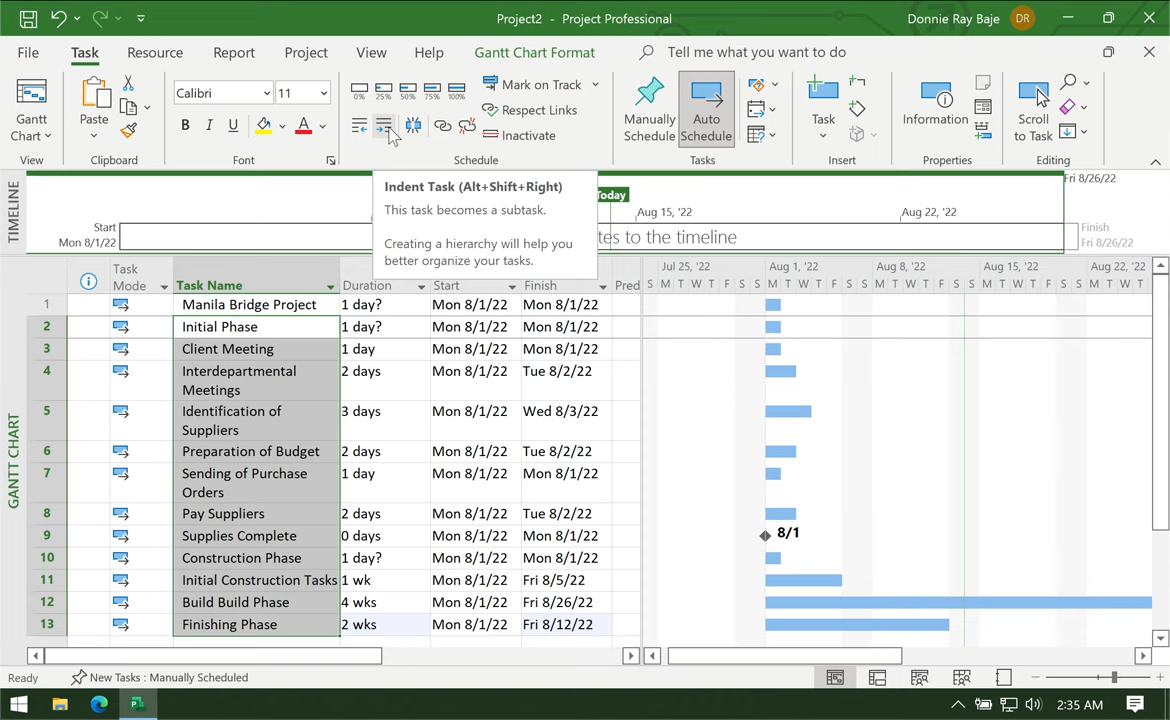 Project2 - Project Professional
Donnie Ray Baje DR
File Task Resource Report Project View Help Gantt Chart Format Tell me what you want to do
Gantt Chart
View
Paste
Clipboard
Calibri 11
B I U A
Font
0% 25% 50% 75% 100%
Mark on Track
Respect Links
Inactivate
Schedule
Manually Schedule
Auto Schedule
Tasks
Task
Insert
Information
Properties
Scroll to Task
Editing
Indent Task (Alt+Shift+Right)
This task becomes a subtask.
Creating a hierarchy will help you
better organize your tasks.
TIMELINE
Today
Fri 8/26/22
Aug 15, '22 Aug 22, '22
Start
Mon 8/1/22
tes to the timeline
Finish
Fri 8/26/22
GANTT CHART
Task Mode Task Name Duration Start Finish Pred
Jul 25, '22 Aug 1, '22 Aug 8, '22 Aug 15, '22 Aug 22, '22
S M T W T F S S M T W T F S S M T W T F S S M T W T F S S M T W T
1 Manila Bridge Project 1 day? Mon 8/1/22 Mon 8/1/22
2 Initial Phase 1 day? Mon 8/1/22 Mon 8/1/22
3 Client Meeting 1 day Mon 8/1/22 Mon 8/1/22
4 Interdepartmental Meetings 2 days Mon 8/1/22 Tue 8/2/22
5 Identification of Suppliers 3 days Mon 8/1/22 Wed 8/3/22
6 Preparation of Budget 2 days Mon 8/1/22 Tue 8/2/22
7 Sending of Purchase Orders 1 day Mon 8/1/22 Mon 8/1/22
8 Pay Suppliers 2 days Mon 8/1/22 Tue 8/2/22
9 Supplies Complete 0 days Mon 8/1/22 Mon 8/1/22 8/1
10 Construction Phase 1 day? Mon 8/1/22 Mon 8/1/22
11 Initial Construction Tasks 1 wk Mon 8/1/22 Fri 8/5/22
12 Build Build Phase 4 wks Mon 8/1/22 Fri 8/26/22
13 Finishing Phase 2 wks Mon 8/1/22 Fri 8/12/22
Ready New Tasks : Manually Scheduled
2:35 AM